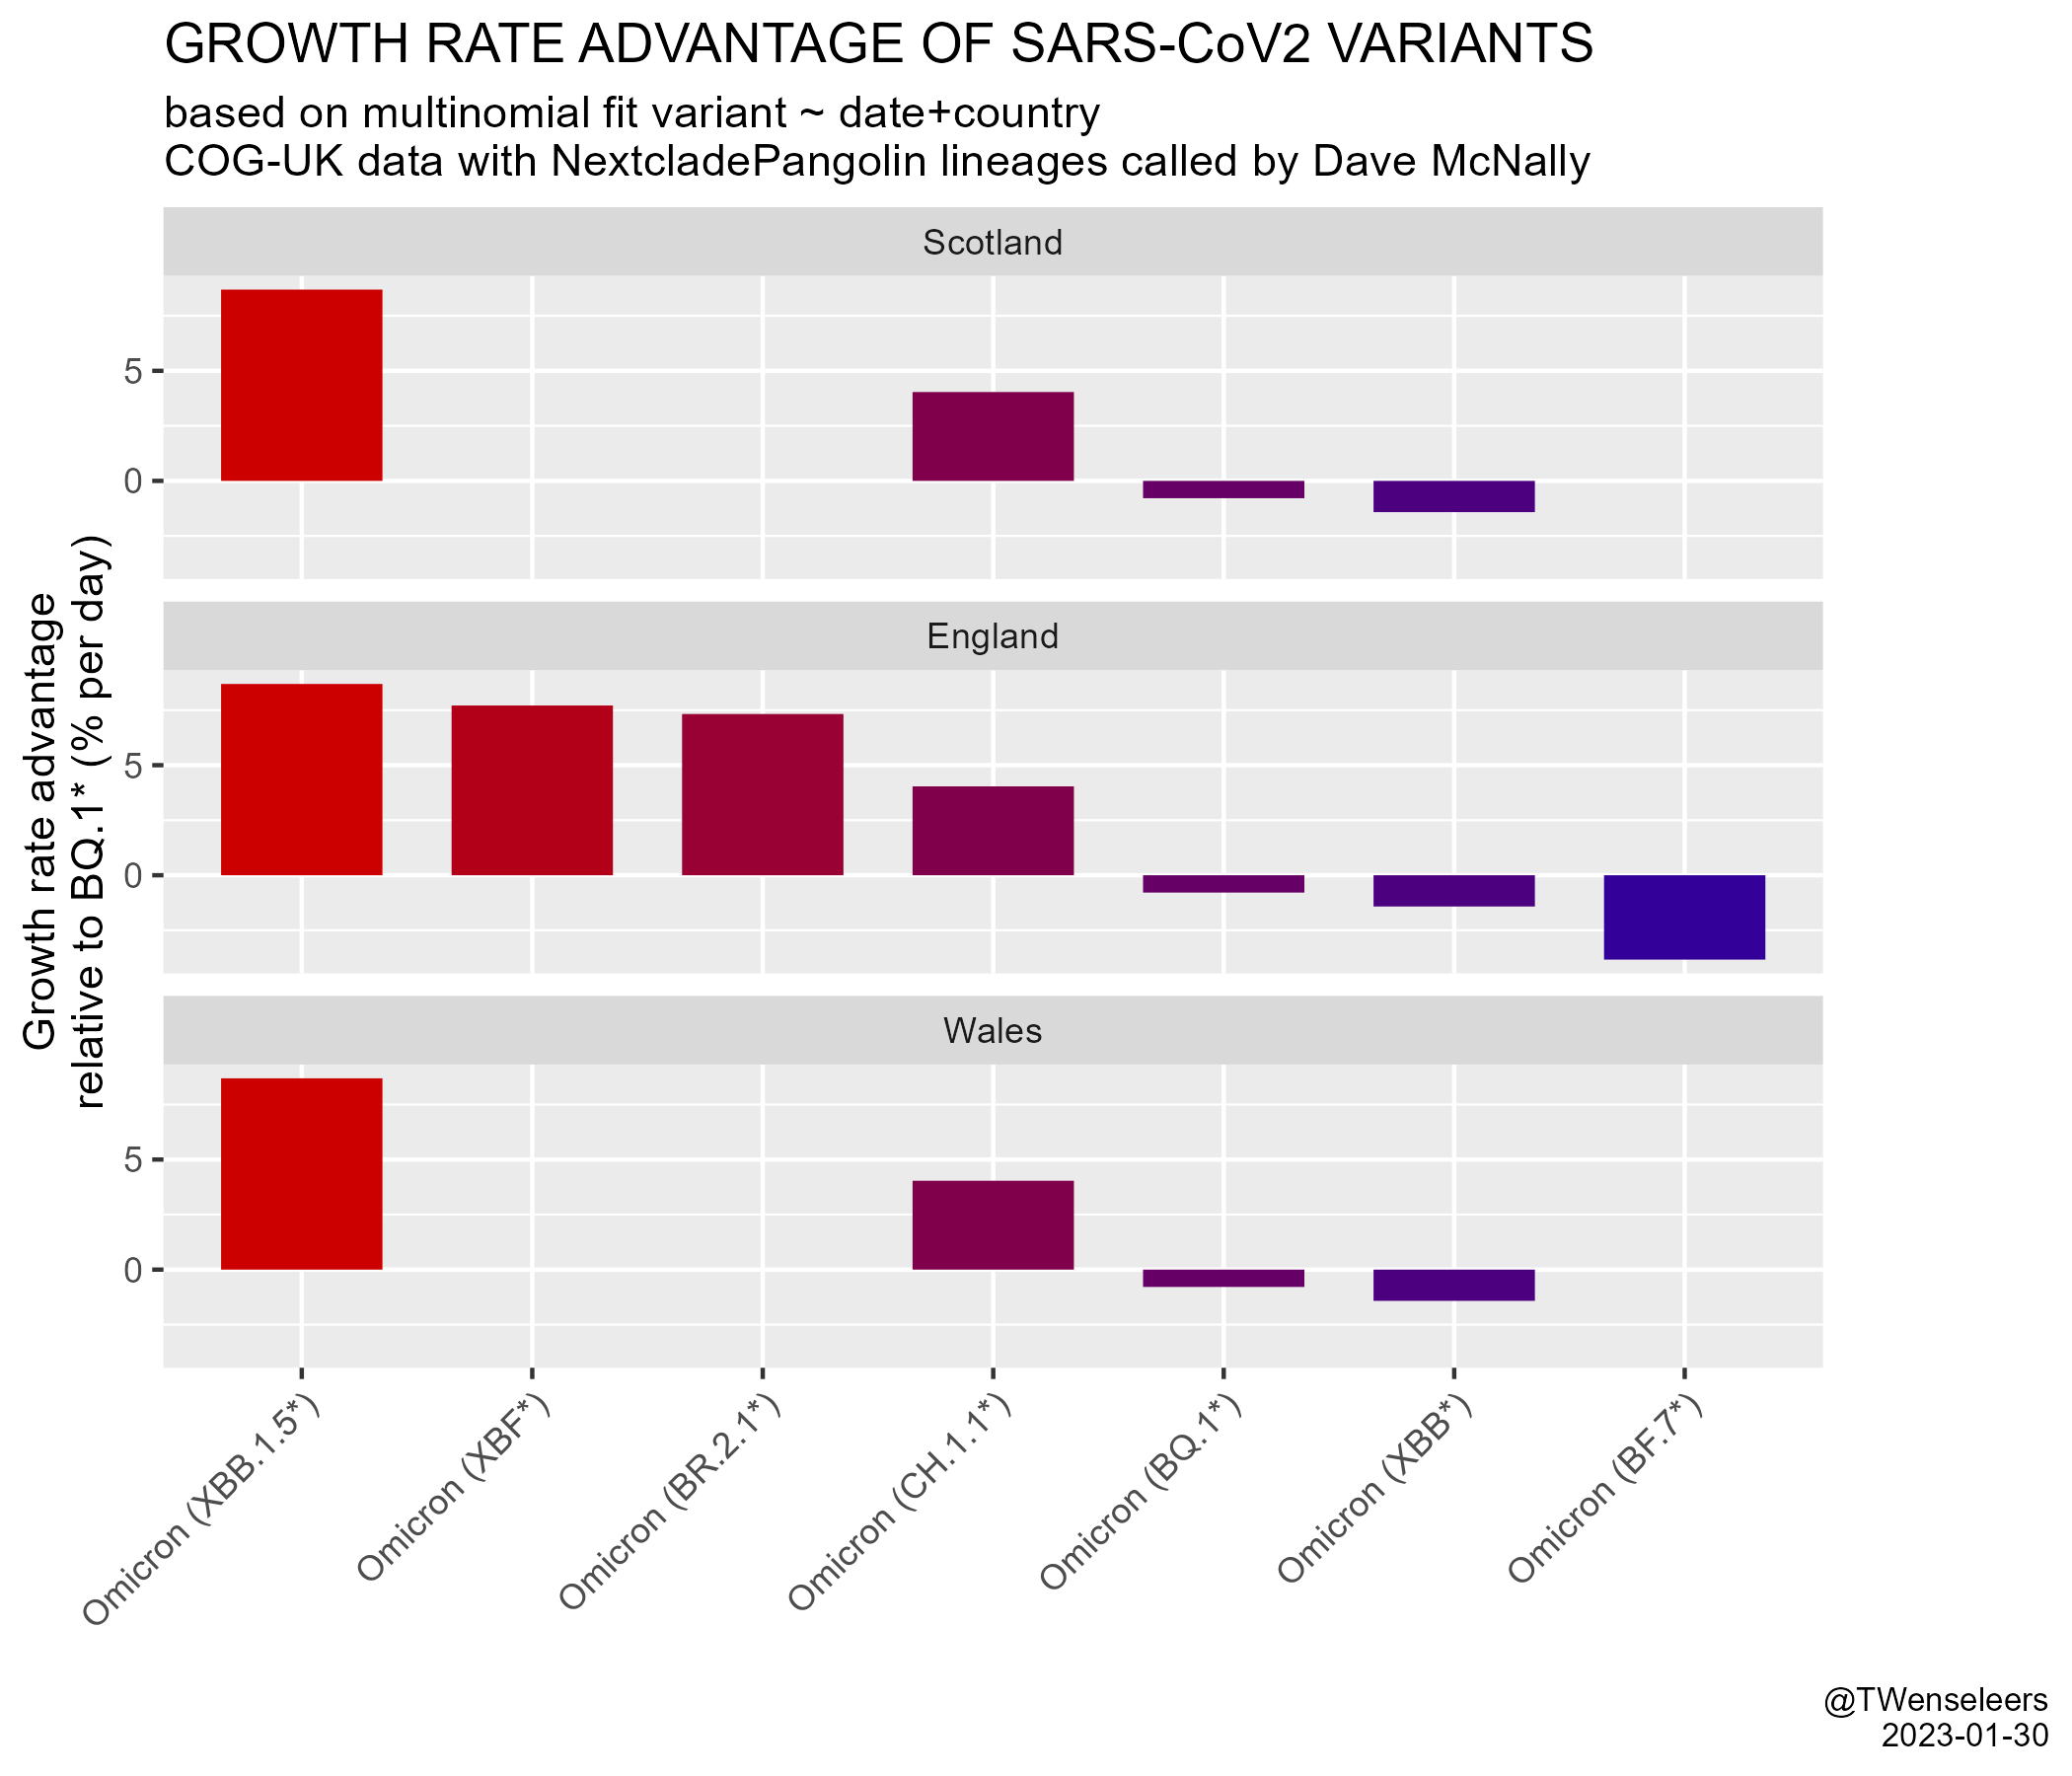 GROWTH RATE ADVANTAGE OF SARS-CoV2 VARIANTS
based on multinomial fit variant ~ date+country
COG-UK data with NextcladePangolin lineages called by Dave McNally
Growth rate advantage
relative to BQ.1* (% per day)
Scotland
5
0
England
5
0
Wales
5
0
Omicron (XBB.1.5*)
Omicron (XBF*)
Omicron (BR.2.1*)
Omicron (CH.1.1*)
Omicron (BQ.1*)
Omicron (XBB*)
Omicron (BF.7*)
@TWenseleers
2023-01-30